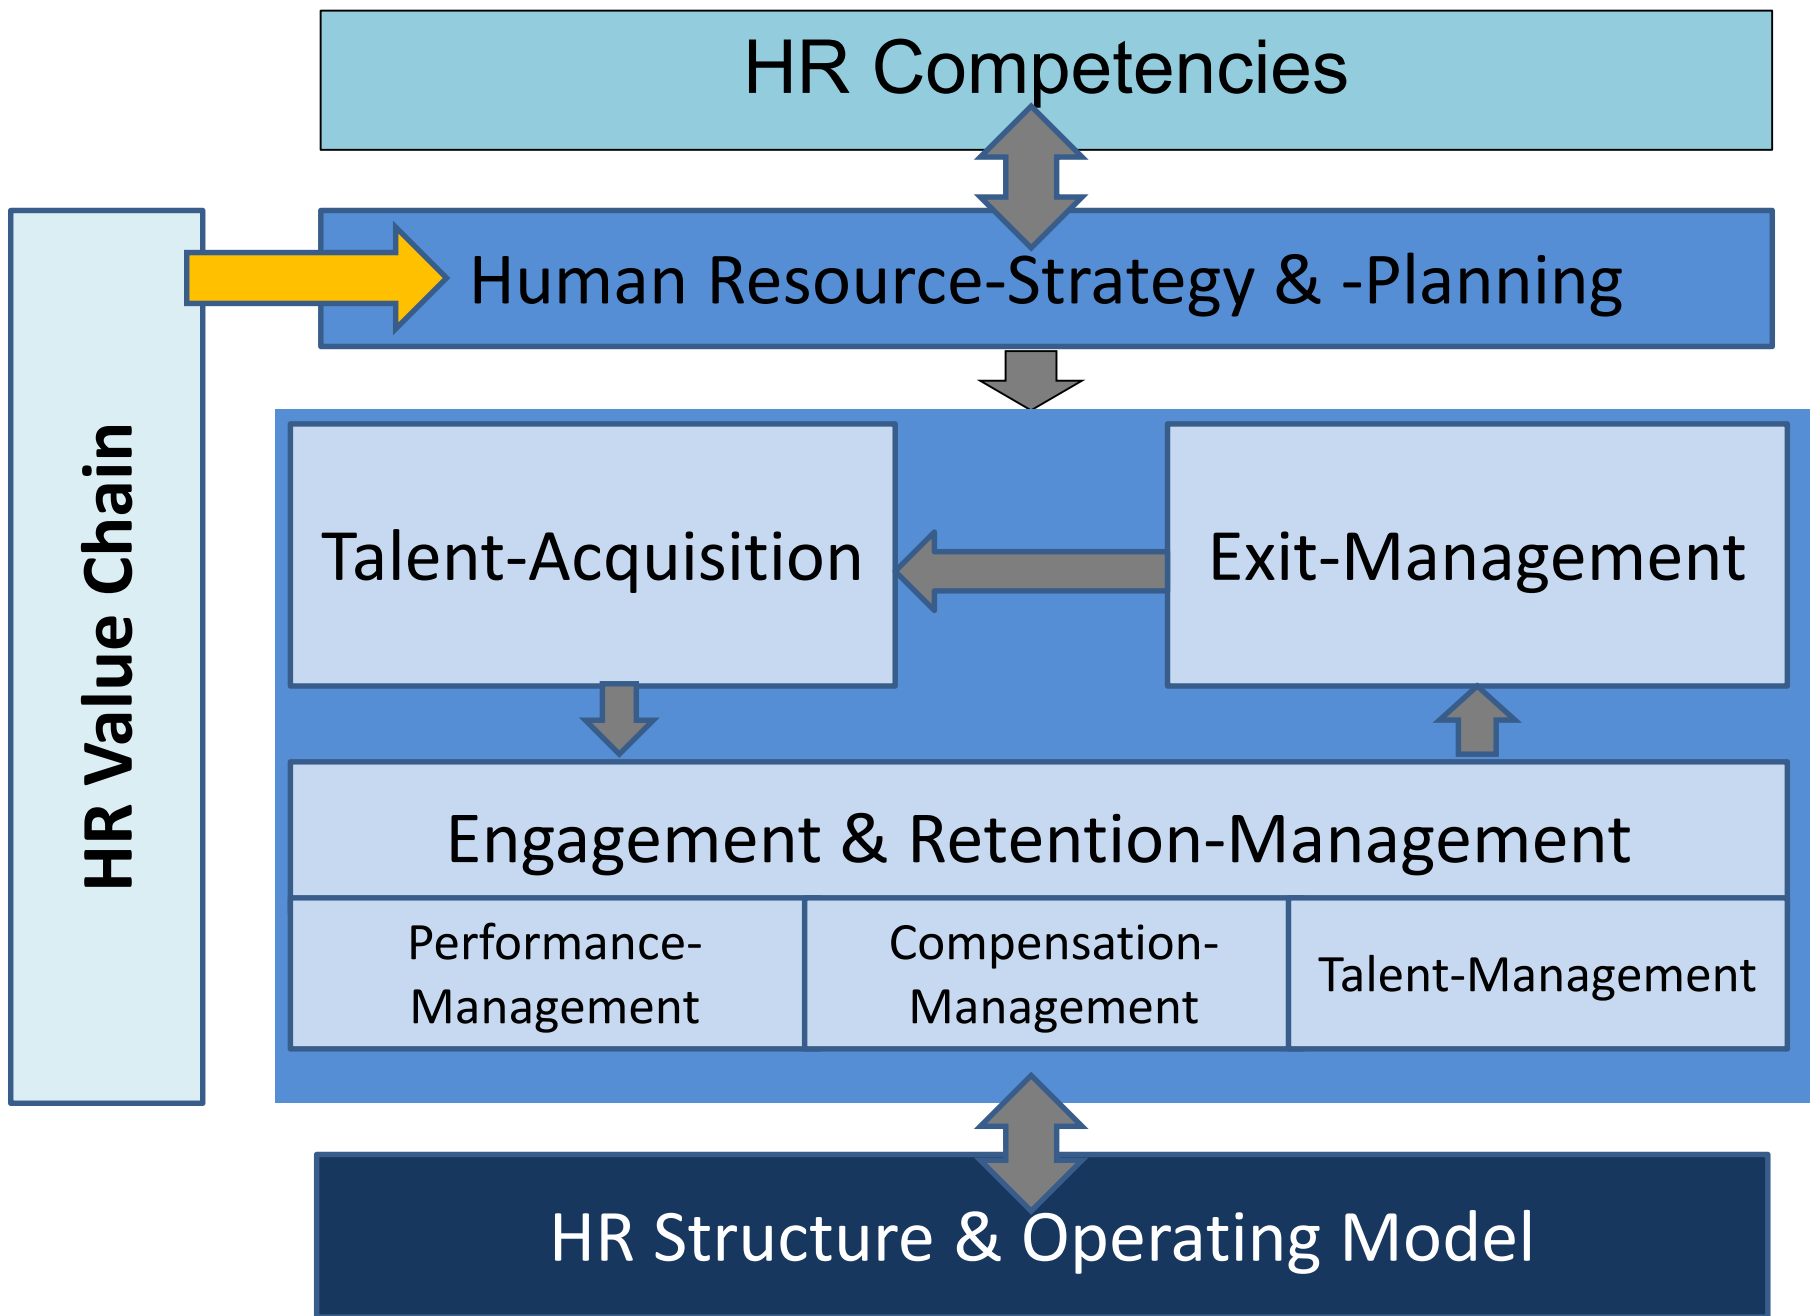 HR Competencies
HR Value Chain
Human Resource-Strategy & -Planning
Talent-Acquisition
Exit-Management
Engagement & Retention-Management
Performance-
Management
Compensation-
Management
Talent-Management
HR Structure & Operating Model